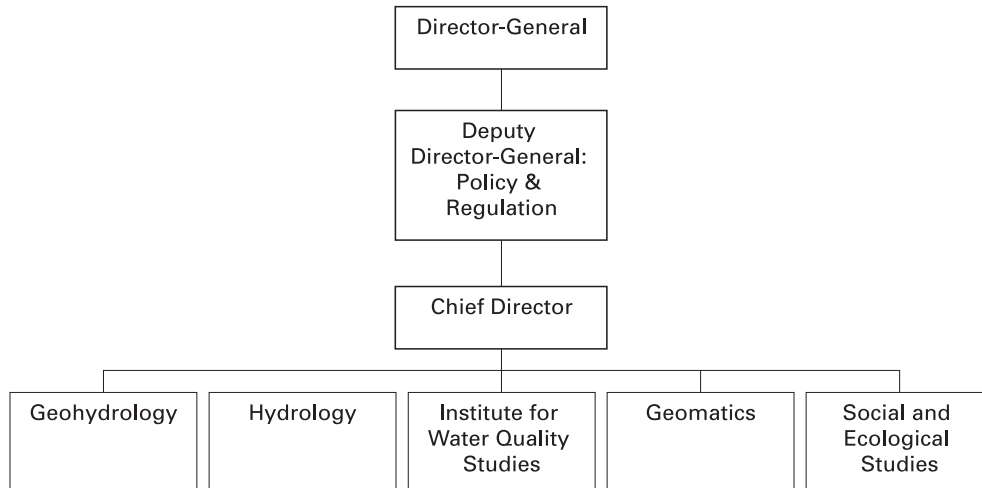 Director-General
Deputy
Director-General:
Policy &
Regulation
Chief Director
Geohydrology
Hydrology
Institute for
Water Quality
Studies
Geomatics
Social and
Ecological
Studies